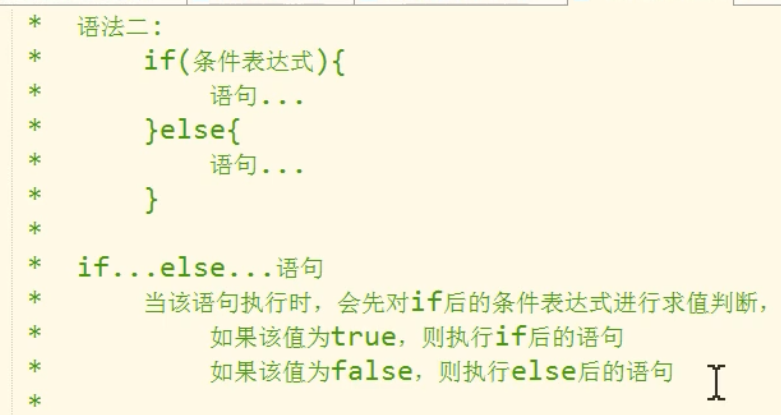 * 语法二:
* if(条件表达式){
* 语句...
* }else{
* 语句...
* }
*
* if...else...语句
* 当该语句执行时，会先对if后的条件表达式进行求值判断，
* 如果该值为true，则执行if后的语句
* 如果该值为false，则执行else后的语句
*